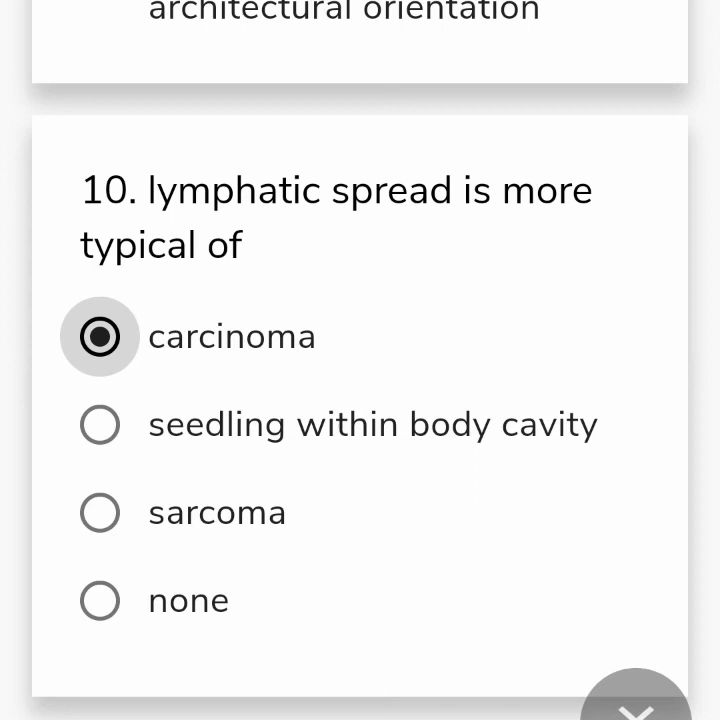 architectural orientation
10. lymphatic spread is more
typical of
carcinoma
seedling within body cavity
sarcoma
none